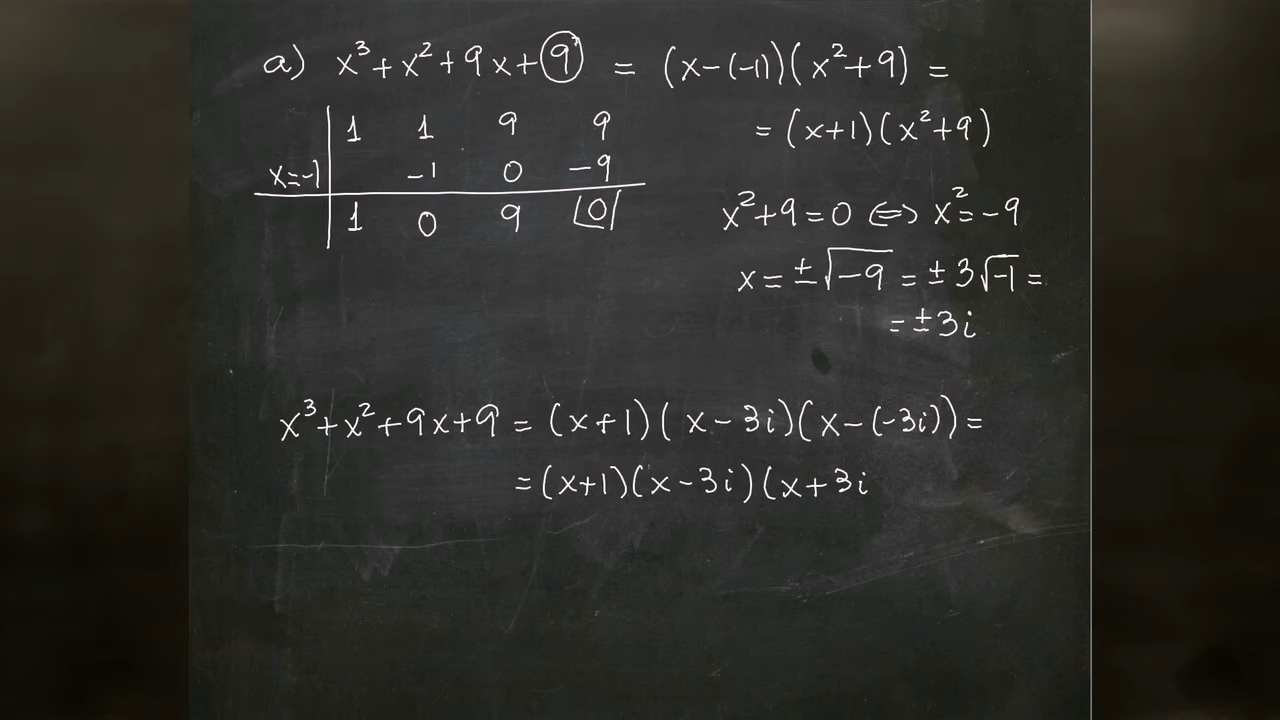 a) x³+x²+9x+9 = (x-(-1))(x²+9) =
= (x+1)(x²+9)
1 1 9 9
x=-1 -1 0 -9
1 0 9 0
x²+9=0 ⇔ x²=-9
x=±√-9 = ±3√-1 =
= ±3i
x³+x²+9x+9 = (x+1)(x-3i)(x-(-3i))=
=(x+1)(x-3i)(x+3i